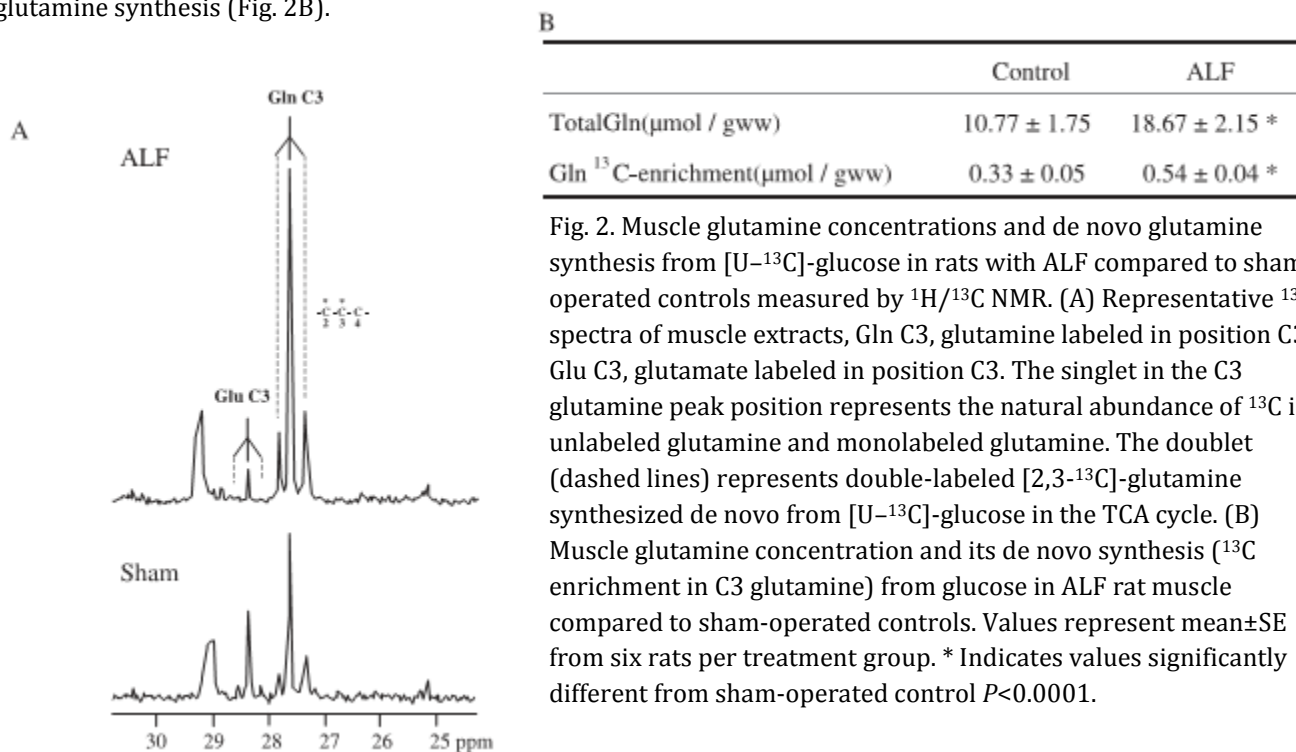 glutamine synthesis (Fig. 2B).
A
ALF
Gln C3
Glu C3
* *
-C-C-C-
2 3 4
Sham
30 29 28 27 26 25 ppm
B
Control ALF
TotalGln(µmol / gww) 10.77 ± 1.75 18.67 ± 2.15 *
Gln ¹³C-enrichment(µmol / gww) 0.33 ± 0.05 0.54 ± 0.04 *
Fig. 2. Muscle glutamine concentrations and de novo glutamine
synthesis from [U–¹³C]-glucose in rats with ALF compared to sham
operated controls measured by ¹H/¹³C NMR. (A) Representative ¹³
spectra of muscle extracts, Gln C3, glutamine labeled in position C3
Glu C3, glutamate labeled in position C3. The singlet in the C3
glutamine peak position represents the natural abundance of ¹³C i
unlabeled glutamine and monolabeled glutamine. The doublet
(dashed lines) represents double-labeled [2,3-¹³C]-glutamine
synthesized de novo from [U–¹³C]-glucose in the TCA cycle. (B)
Muscle glutamine concentration and its de novo synthesis (¹³C
enrichment in C3 glutamine) from glucose in ALF rat muscle
compared to sham-operated controls. Values represent mean±SE
from six rats per treatment group. * Indicates values significantly
different from sham-operated control P<0.0001.